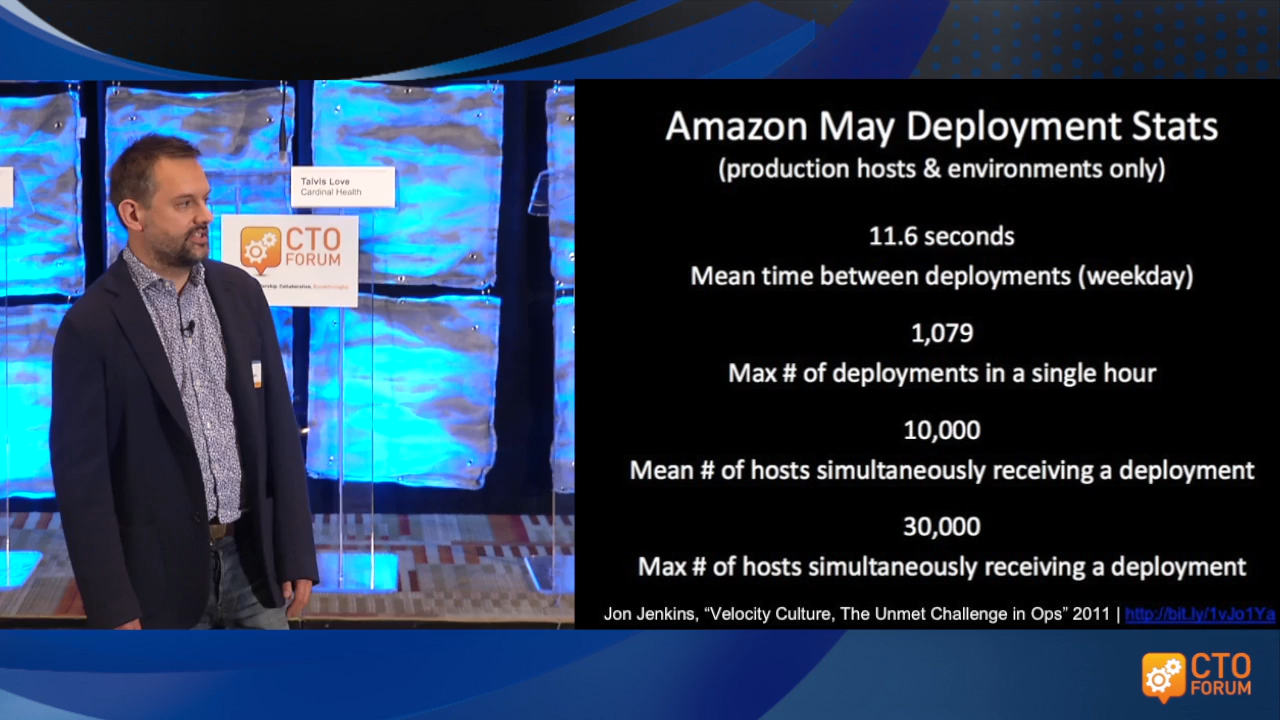 Talvis Love
Cardinal Health
CTO
FORUM
Collaborative,
Amazon May Deployment Stats
(production hosts & environments only)
11.6 seconds
Mean time between deployments (weekday)
1,079
Max # of deployments in a single hour
10,000
Mean # of hosts simultaneously receiving a deployment
30,000
Max # of hosts simultaneously receiving a deployment
Jon Jenkins, “Velocity Culture, The Unmet Challenge in Ops” 2011 | http://bit.ly/1vJo1Ya
CTO
FORUM